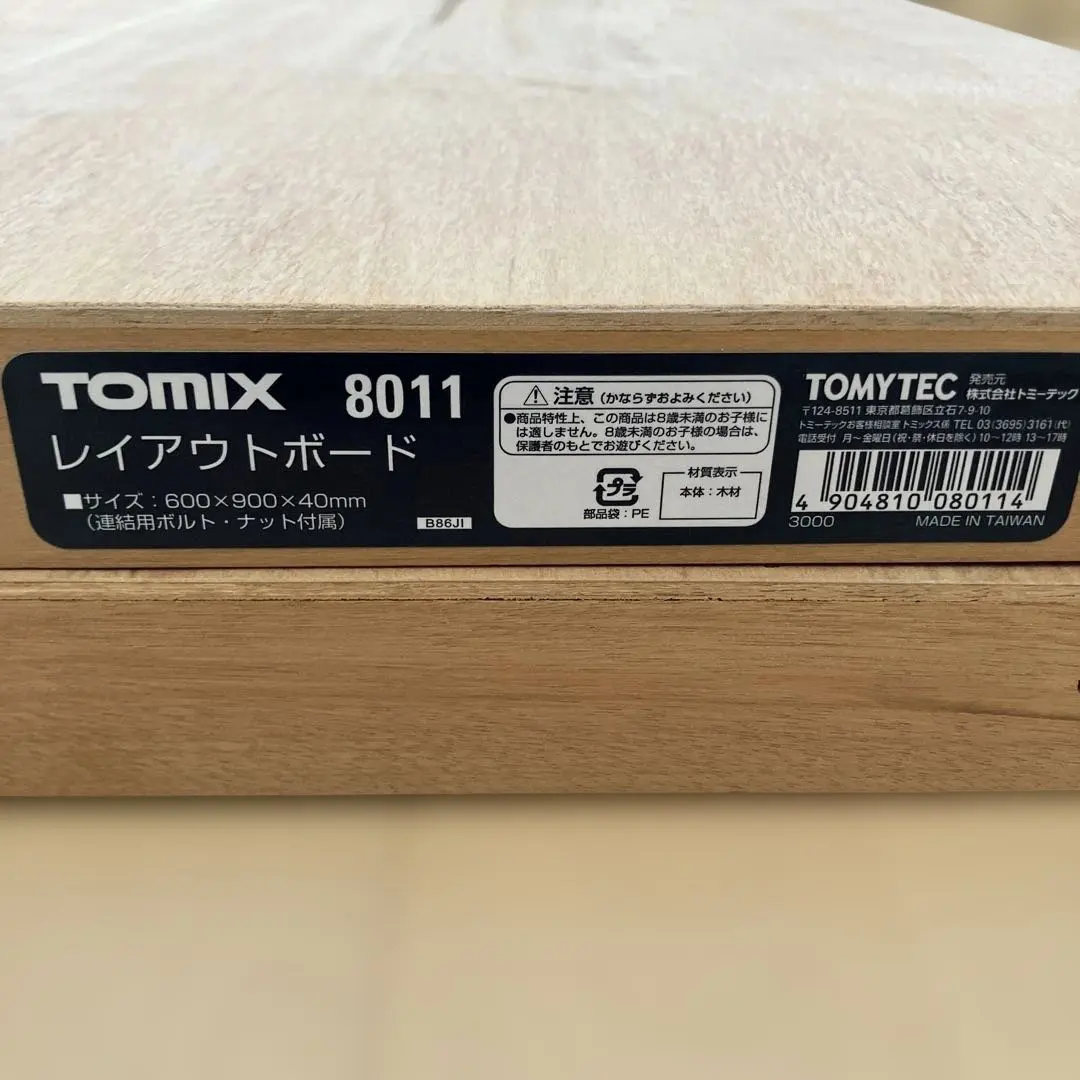 TOMIX 8011
レイアウトボード
■サイズ：600×900×40mm
（連結用ボルト・ナット付属）
B86JI
⚠注意（かならずおよみください）
●商品特性上、この商品は8歳未満のお子様に
は適しません。8歳未満のお子様の場合は、
保護者のもとでお遊びください。
プラ
部品袋：PE
材質表示
本体：木材
TOMYTEC 発売元
株式会社トミーテック
〒124-8511 東京都葛飾区立石7-9-10
トミーテックお客様相談室 トミックス係 TEL 03(3695)3161(代)
電話受付 月～金曜日(祝・祭・休日を除く)10～12時 13～17時
4 904810 080114
3000 MADE IN TAIWAN